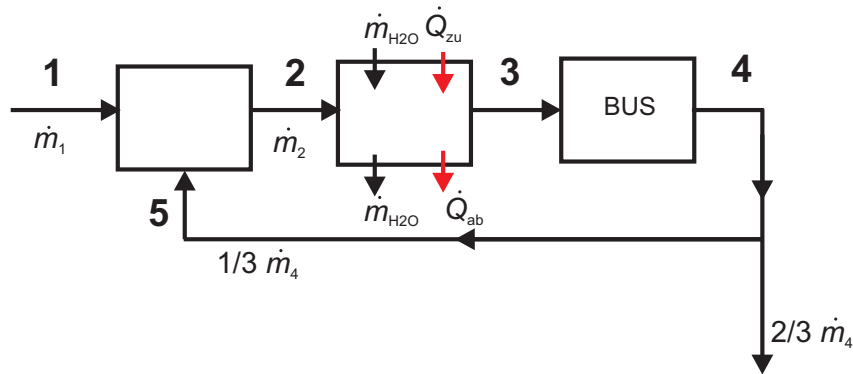 ṁH2O Q̇zu
1
2
3
4
BUS
ṁ1
ṁ2
ṁH2O
Q̇ab
5
1/3 ṁ4
2/3 ṁ4